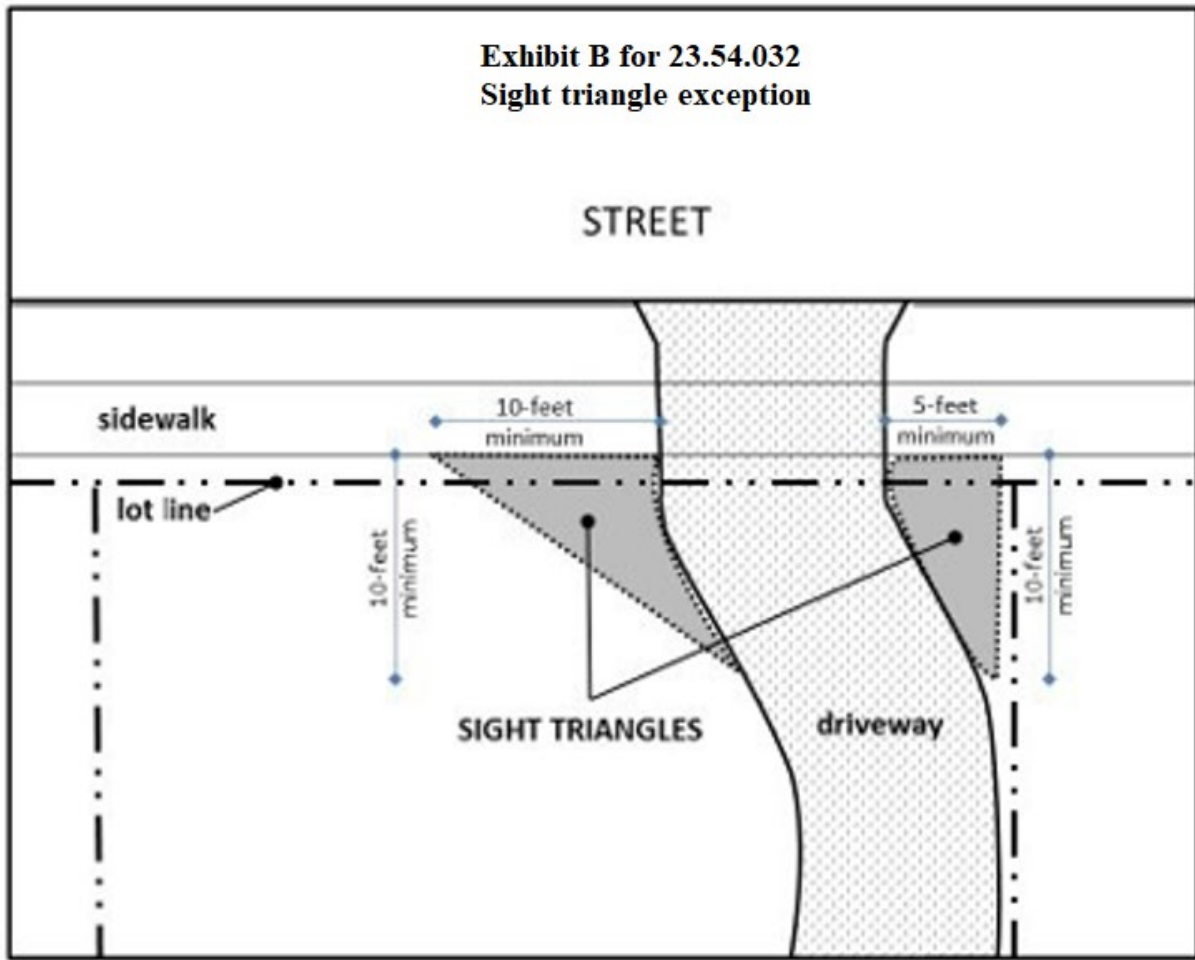 Exhibit B for 23.54.032
Sight triangle exception
STREET
sidewalk
10-feet
minimum
5-feet
minimum
lot line
10-feet
minimum
10-feet
minimum
SIGHT TRIANGLES
driveway